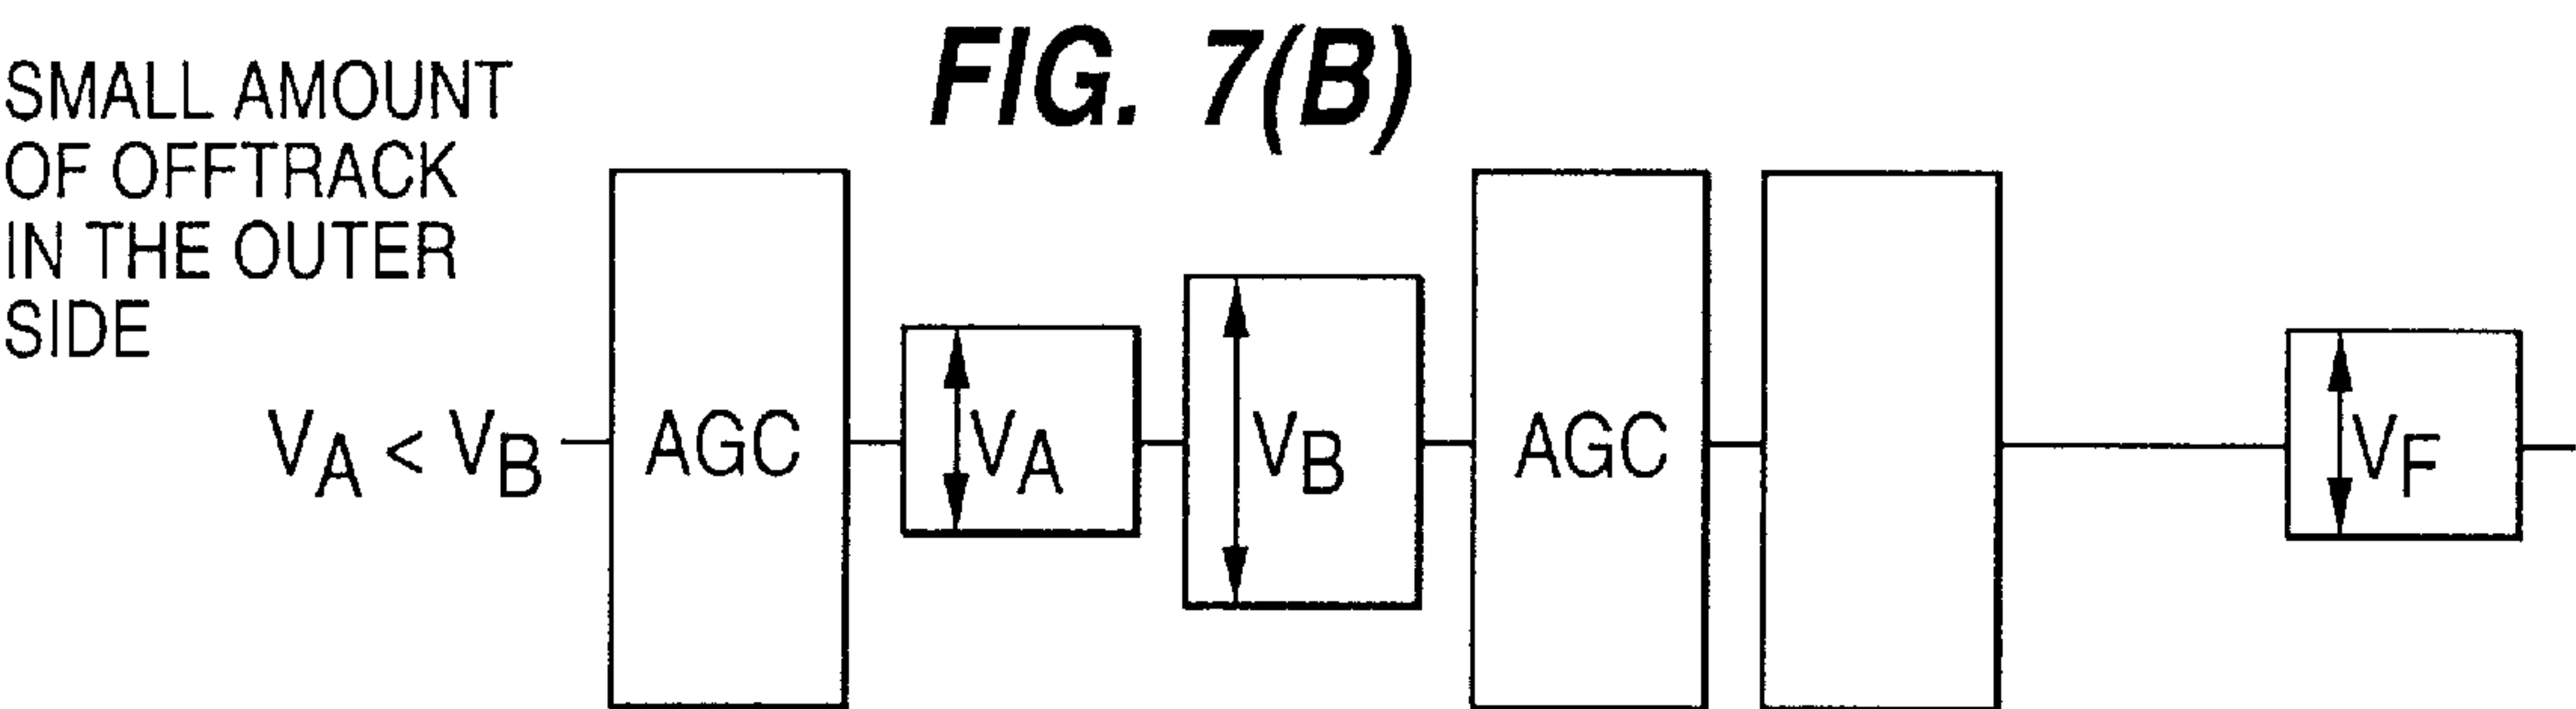 FIG. 7(B)
SMALL AMOUNT
OF OFFTRACK
IN THE OUTER
SIDE
VA < VB
AGC
VA
VB
AGC
VF